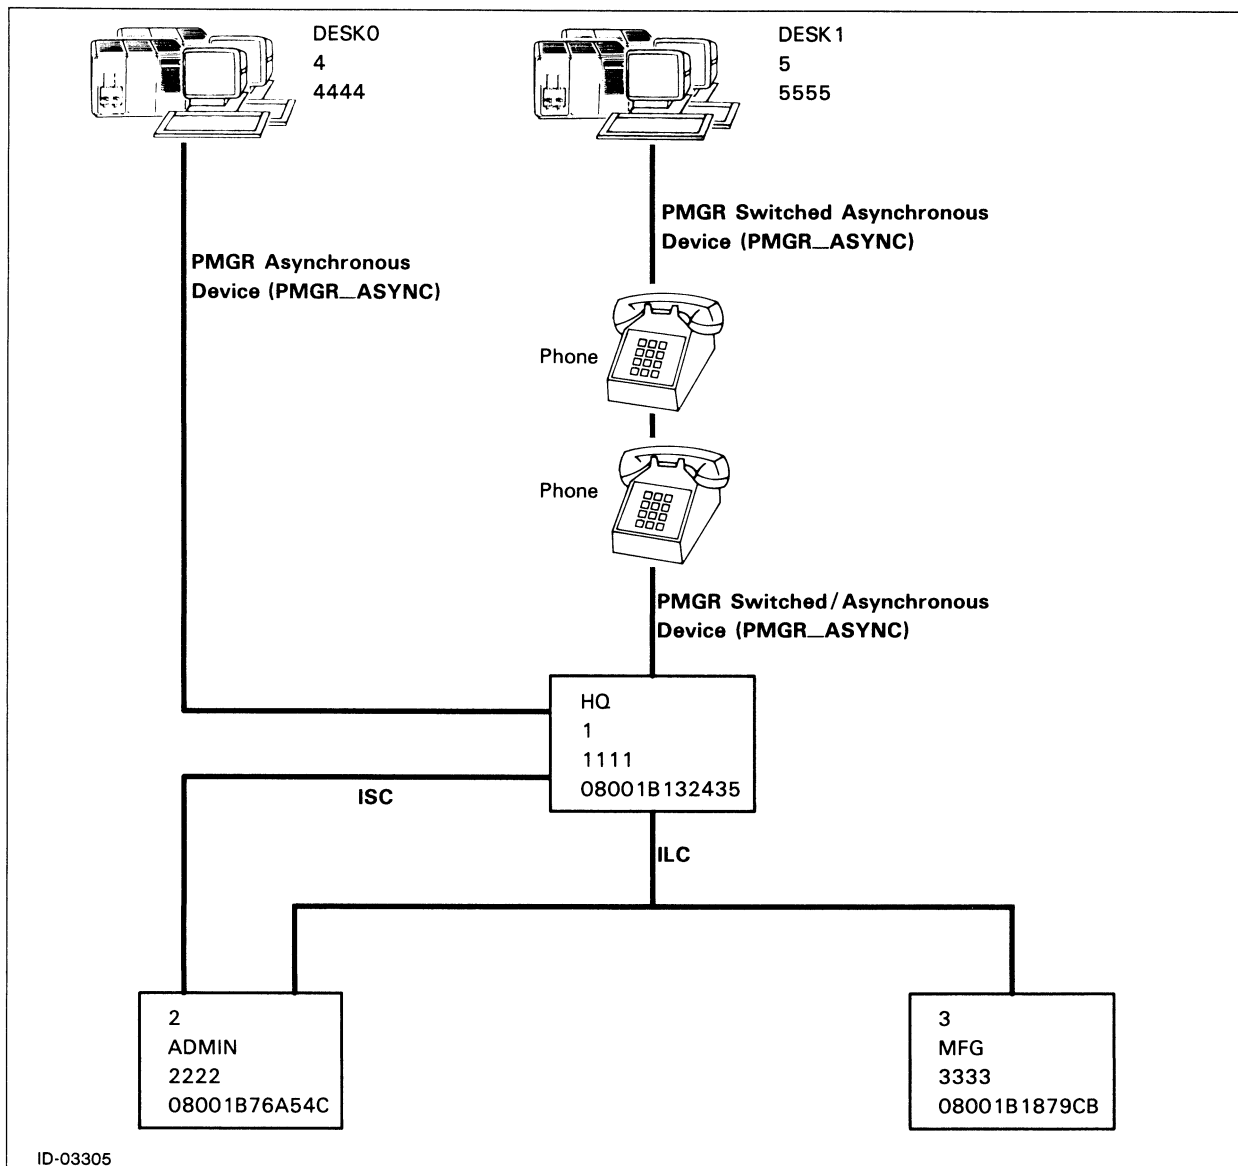 DESK0
4
4444
DESK1
5
5555
PMGR Switched Asynchronous
Device (PMGR_ASYNC)
PMGR Asynchronous
Device (PMGR_ASYNC)
Phone
Phone
PMGR Switched/Asynchronous
Device (PMGR_ASYNC)
HQ
1
1111
08001B132435
ISC
ILC
2
ADMIN
2222
08001B76A54C
3
MFG
3333
08001B1879CB
ID-03305